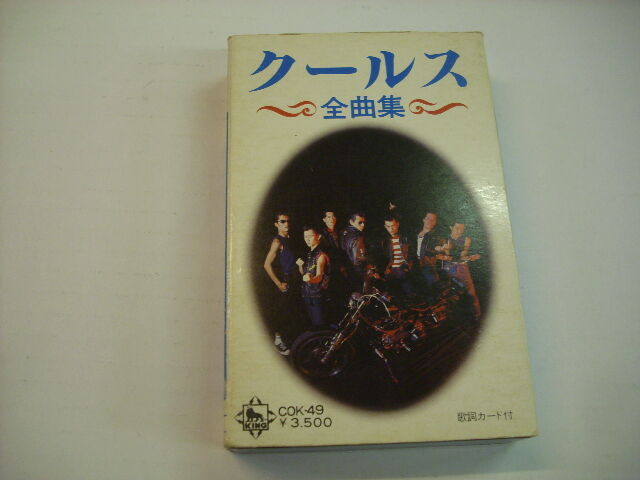 クールス
全曲集
KING
COK-49
¥3.500
歌詞カード付